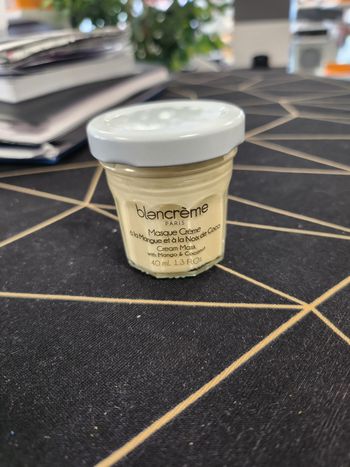 blancrème
PARIS
Masque Crème
à la Mangue et à la Noix de Coco
Cream Mask
with Mango & Coconut
40 mL 1.3 Fl.Oz